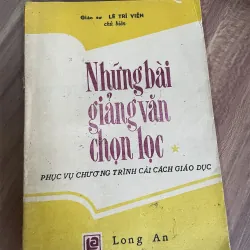 Giáo sư LÊ TRÍ VIỄN
chủ biên
Những bài
giảng văn
chọn lọc *
PHỤC VỤ CHƯƠNG TRÌNH CẢI CÁCH GIÁO DỤC
Long An